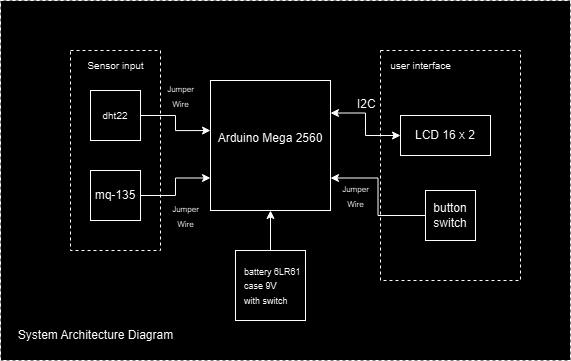 Sensor input
dht22
mq-135
Jumper
Wire
Jumper
Wire
Arduino Mega 2560
battery 6LR61
case 9V
with switch
I2C
Jumper
Wire
user interface
LCD 16 x 2
button
switch
System Architecture Diagram